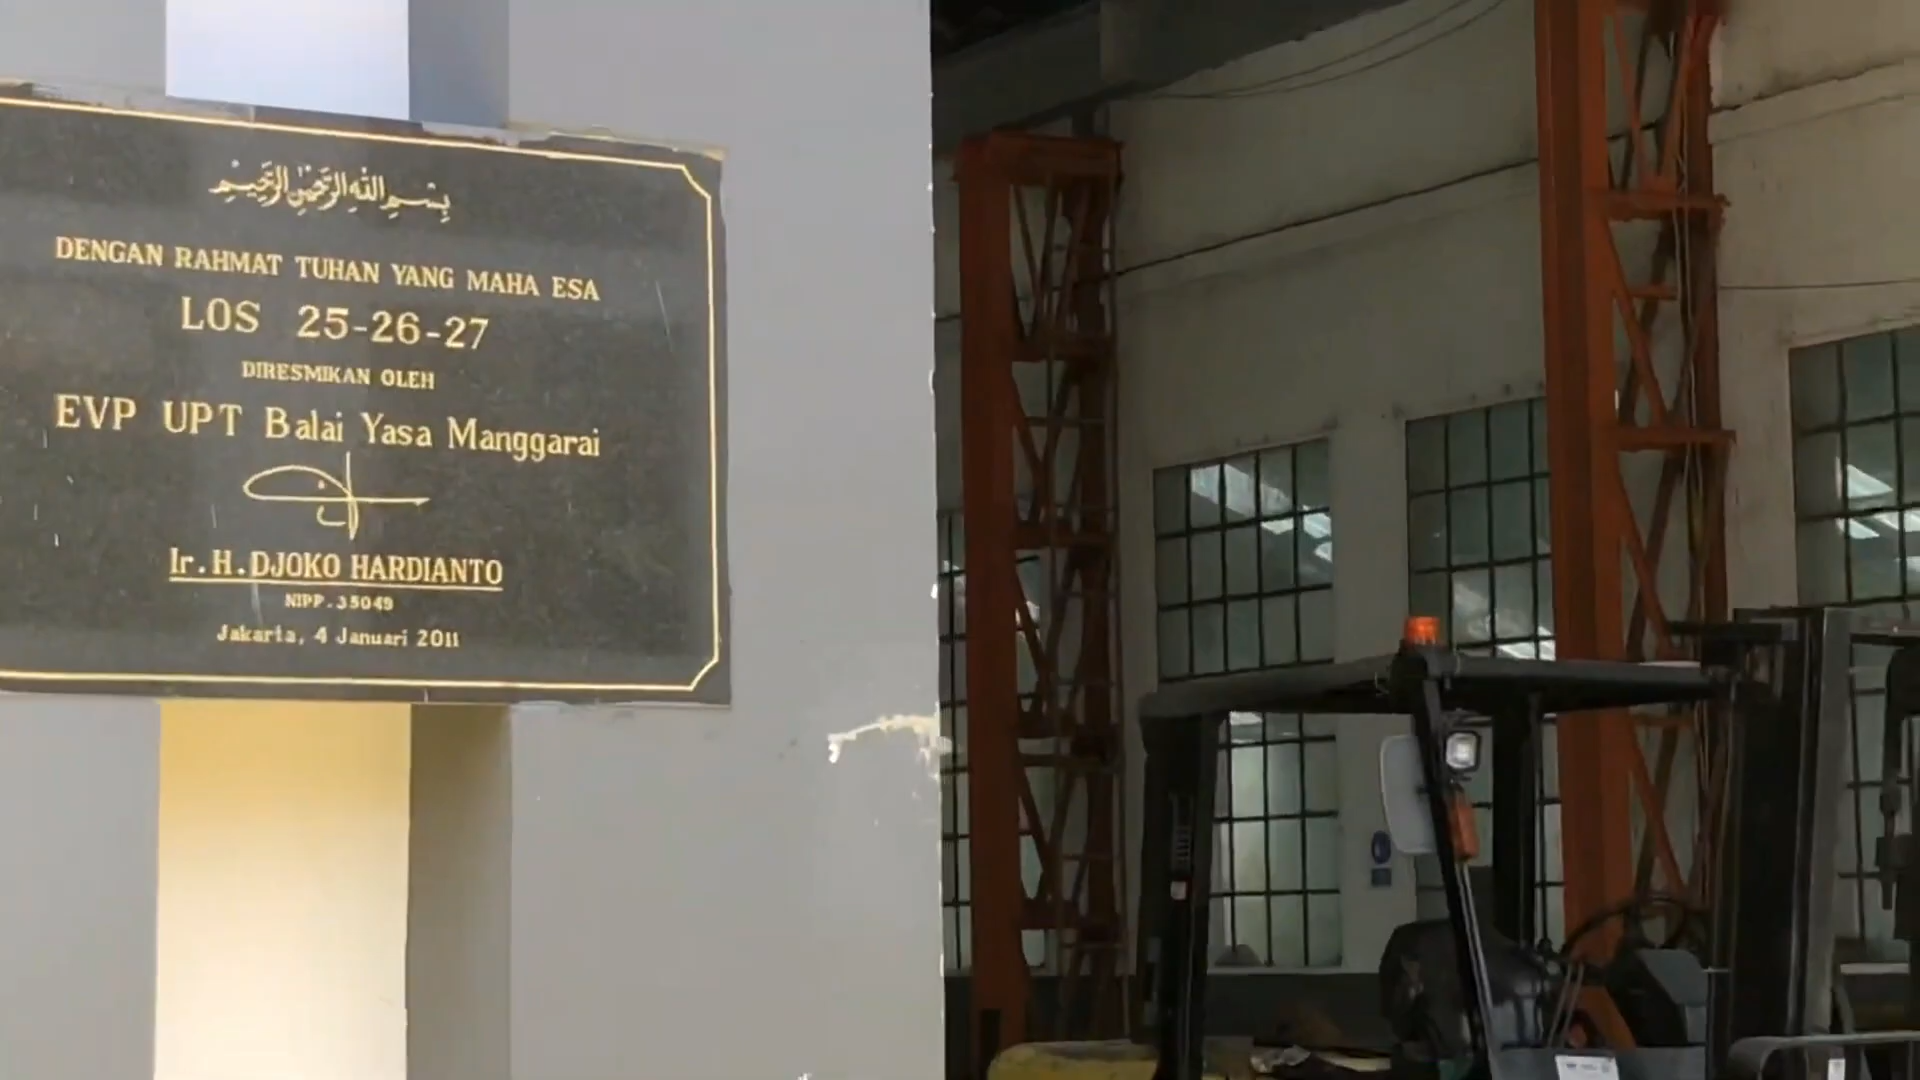 بِسْمِ اللهِ الرَّحْمٰنِ الرَّحِيْمِ
DENGAN RAHMAT TUHAN YANG MAHA ESA
LOS 25-26-27
DIRESMIKAN OLEH
EVP UPT Balai Yasa Manggarai
Ir.H.DJOKO HARDIANTO
NIPP.35049
Jakarta, 4 Januari 2011